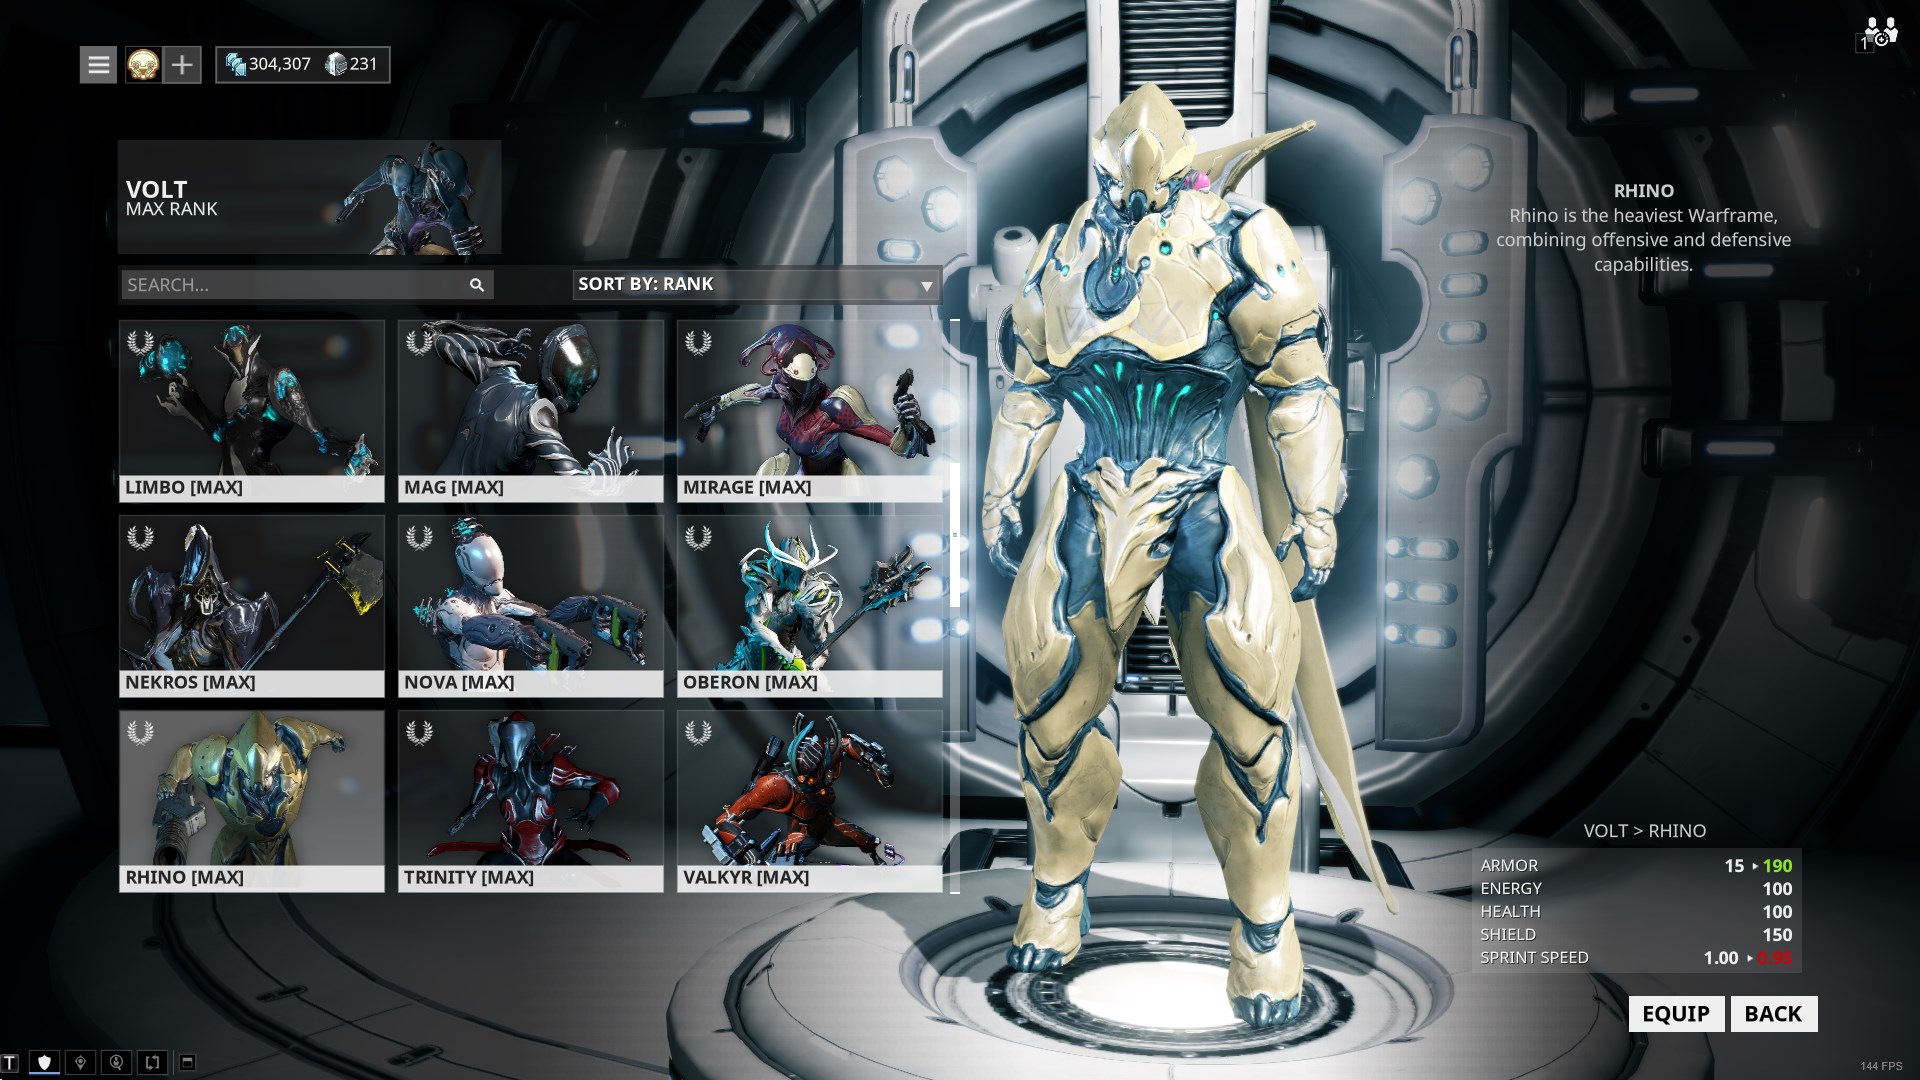 304,307 231
1
VOLT
MAX RANK
SEARCH...
SORT BY: RANK
LIMBO [MAX]
MAG [MAX]
MIRAGE [MAX]
NEKROS [MAX]
NOVA [MAX]
OBERON [MAX]
RHINO [MAX]
TRINITY [MAX]
VALKYR [MAX]
RHINO
Rhino is the heaviest Warframe,
combining offensive and defensive
capabilities.
VOLT > RHINO
ARMOR 15 ▸ 190
ENERGY 100
HEALTH 100
SHIELD 150
SPRINT SPEED 1.00 ▸ 0.95
EQUIP BACK
T
144 FPS